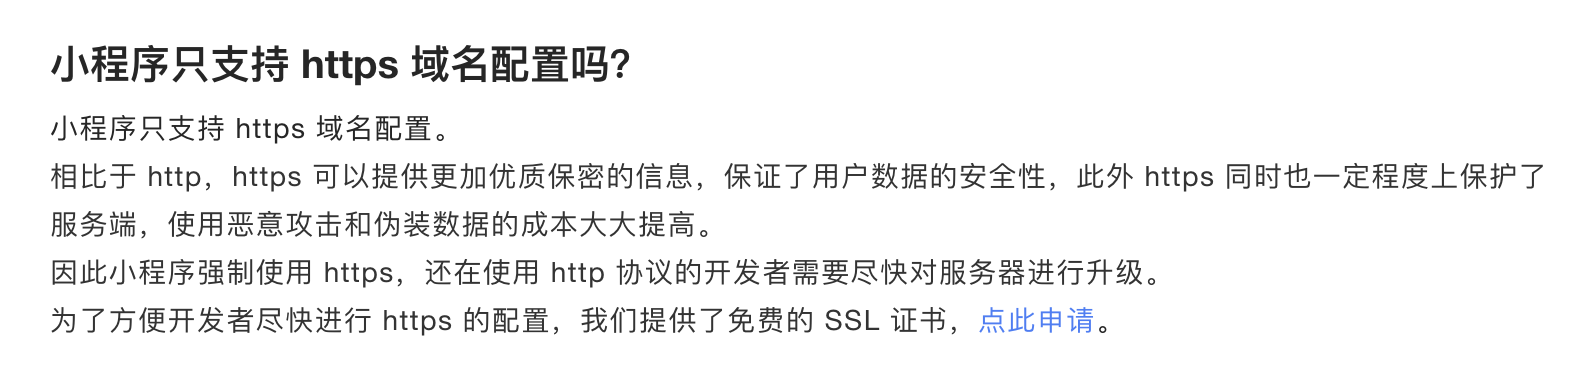 小程序只支持 https 域名配置吗?
小程序只支持 https 域名配置。
相比于 http，https 可以提供更加优质保密的信息，保证了用户数据的安全性，此外 https 同时也一定程度上保护了
服务端，使用恶意攻击和伪装数据的成本大大提高。
因此小程序强制使用 https，还在使用 http 协议的开发者需要尽快对服务器进行升级。
为了方便开发者尽快进行 https 的配置，我们提供了免费的 SSL 证书，点此申请。